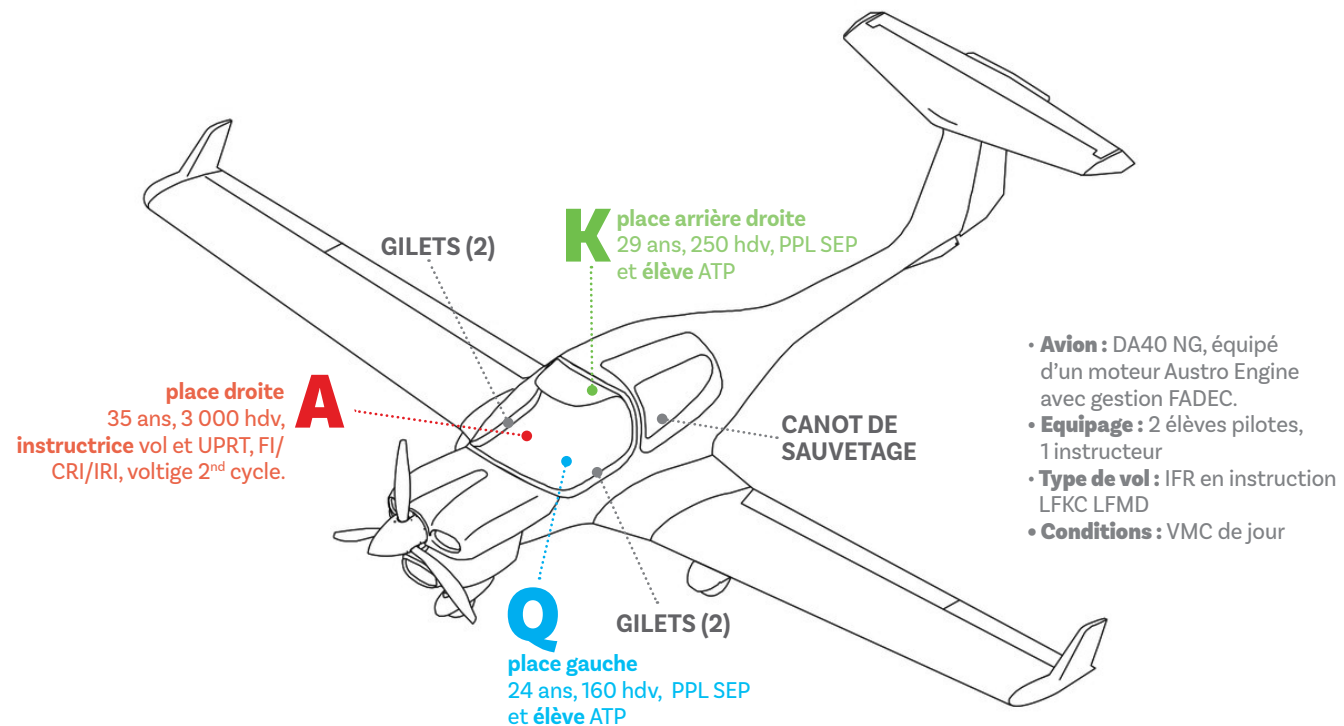 K
place arrière droite
29 ans, 250 hdv, PPL SEP
et élève ATP
GILETS (2)
A
place droite
35 ans, 3 000 hdv,
instructrice vol et UPRT, FI/
CRI/IRI, voltige 2nd cycle.
CANOT DE
SAUVETAGE
• Avion : DA40 NG, équipé
d’un moteur Austro Engine
avec gestion FADEC.
• Equipage : 2 élèves pilotes,
1 instructeur
• Type de vol : IFR en instruction
LFKC LFMD
• Conditions : VMC de jour
Q
GILETS (2)
place gauche
24 ans, 160 hdv, PPL SEP
et élève ATP